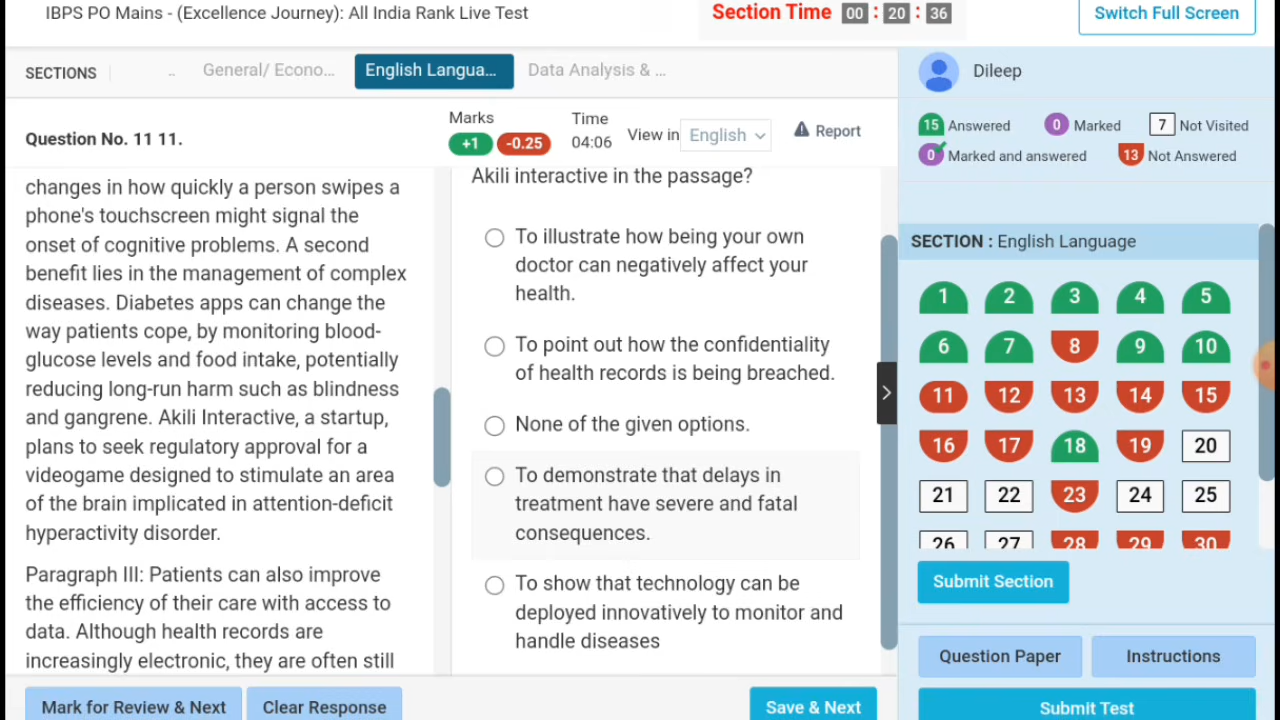 IBPS PO Mains - (Excellence Journey): All India Rank Live Test
Section Time 00 : 20 : 36
Switch Full Screen
SECTIONS
..
General/ Econo...
English Langua...
Data Analysis & ...
Dileep
Question No. 11 11.
Marks
+1 -0.25
Time
04:06
View in English
Report
15 Answered
0 Marked
7 Not Visited
0 Marked and answered
13 Not Answered
changes in how quickly a person swipes a
phone's touchscreen might signal the
onset of cognitive problems. A second
benefit lies in the management of complex
diseases. Diabetes apps can change the
way patients cope, by monitoring blood-
glucose levels and food intake, potentially
reducing long-run harm such as blindness
and gangrene. Akili Interactive, a startup,
plans to seek regulatory approval for a
videogame designed to stimulate an area
of the brain implicated in attention-deficit
hyperactivity disorder.
Paragraph III: Patients can also improve
the efficiency of their care with access to
data. Although health records are
increasingly electronic, they are often still
Akili interactive in the passage?
To illustrate how being your own
doctor can negatively affect your
health.
To point out how the confidentiality
of health records is being breached.
None of the given options.
To demonstrate that delays in
treatment have severe and fatal
consequences.
To show that technology can be
deployed innovatively to monitor and
handle diseases
SECTION : English Language
1 2 3 4 5
6 7 8 9 10
11 12 13 14 15
16 17 18 19 20
21 22 23 24 25
26 27 28 29 30
Submit Section
Question Paper
Instructions
Mark for Review & Next
Clear Response
Save & Next
Submit Test